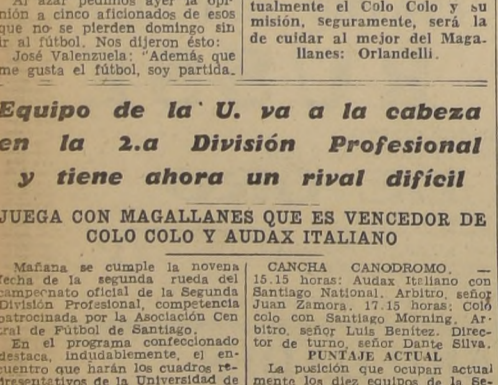 Al azar pedimos ayer la opi-
nión a cinco aficionados de esos
que no se pierden domingo sin
ir al fútbol. Nos dijeron ésto:
José Valenzuela: "Además que
me gusta el fútbol, soy partida.
tualmente el Colo Colo y su
misión, seguramente, será la
de cuidar al mejor del Maga-
llanes: Orlandelli.
Equipo de la U. va a la cabeza
en la 2.a División Profesional
y tiene ahora un rival difícil
JUEGA CON MAGALLANES QUE ES VENCEDOR DE
COLO COLO Y AUDAX ITALIANO
Mañana se cumple la novena
fecha de la segunda rueda del
campeonato oficial de la Segunda
División Profesional, competencia
patrocinada por la Asociación Cen
tral de Fútbol de Santiago.
En el programa confeccionado
destaca, indudablemente, el en-
cuentro que harán los cuadros re-
presentativos de la Universidad de
CANCHA CANODROMO. —
15.15 horas: Audax Italiano con
Santiago National. Arbitro, señor
Juan Zamora. 17.15 horas: Colo
colo con Santiago Morning. Ar-
bitro, señor Luis Benítez. Direc-
tor de turno, señor Dante Silva.
PUNTAJE ACTUAL
La posición que ocupan actual
mente los diez equipos de la Se-